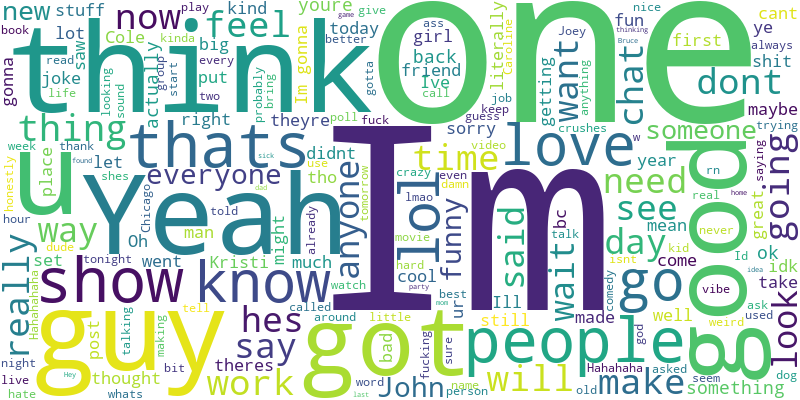 think
one
Im
Yeah
guy
got
good
show
know
people
u
thats
love
lol
go
new
stuff
now
play
kind
youre
give
ass
nice
cant
book
lot
Cole
kinda
feel
today
girl
better
game
Joey
fun
thinking
first
ye
always
shit
gonna
read
joke
saw
life
actually
looking
sound
group
start
every
big
put
two
probably
bring
Im gonna
gotta
back
friend
Ive
call
literally
Caroline
getting
job
want
anything
Bruce
chat
dont
maybe
thing
right
theyre
poll
fuck
sorry
keep
guess
crushes
w
someone
trying
week
thank
let
didnt
time
video
year
rn
saying
going
place
found
shes
everyone
sick
use
tho
dad
crazy
even
damn
need
see
mean
real
great
honestly
way
Oh
Chicago
told
might
already
anyone
tomorrow
lmao
movie
funny
said
talk
wait
bc
day
kid
never
home
hour
dude
man
really
set
tonight
went
Kristi
much
hard
cool
party
ur
isnt
come
Id
idea
ok
idk
Hahahaha
post
talking
making
hes
called
watch
mom
best
Ill
made
comedy
god
well
vibe
weird
ask
used
take
look
tell
say
theres
around
little
bad
fucking
sure
still
night
live
hate
thought
whats
bit
Hey
work
word
last
John
person
name
will
old
asked
Hahahaha
make
seem
something
dog